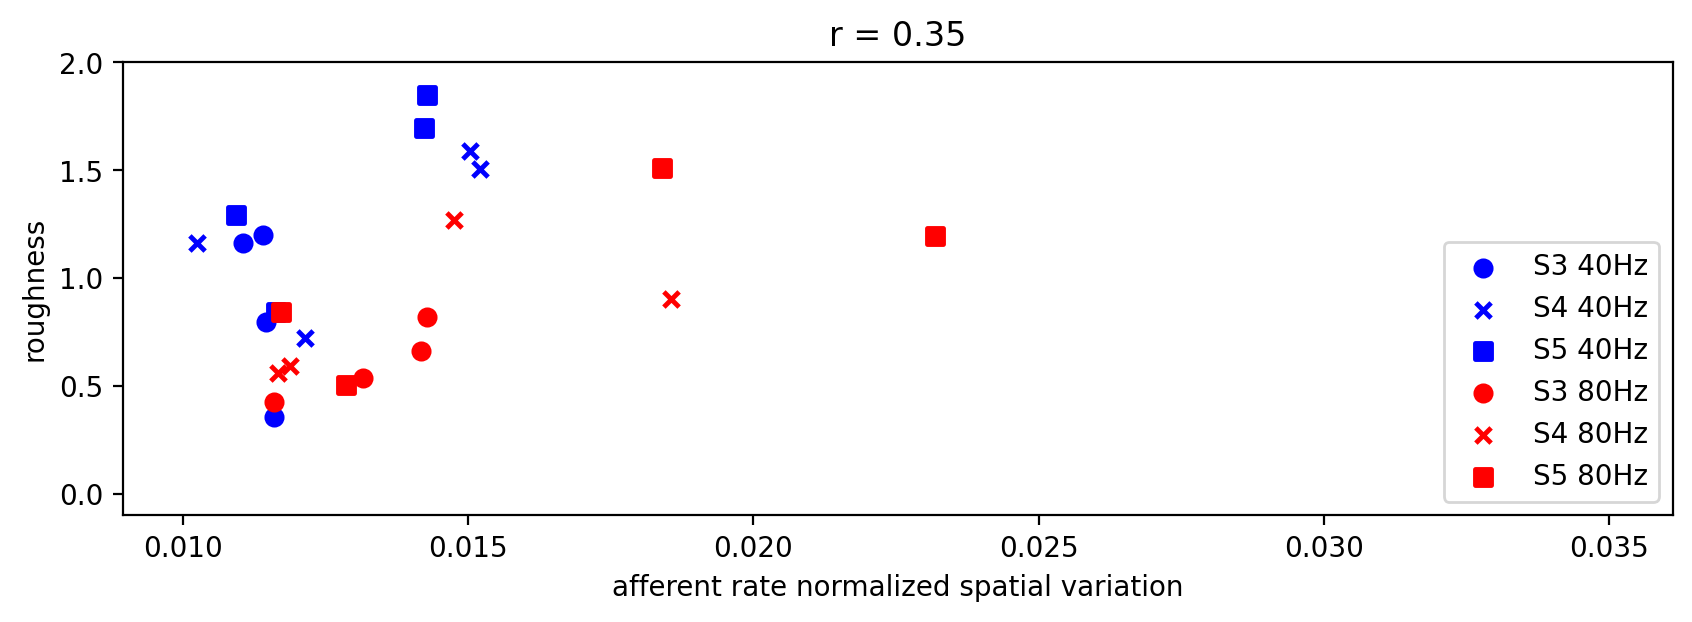 r = 0.35
2.0
1.5
1.0
0.5
0.0
roughness
S3 40Hz
S4 40Hz
S5 40Hz
S3 80Hz
S4 80Hz
S5 80Hz
0.010 0.015 0.020 0.025 0.030 0.035
afferent rate normalized spatial variation